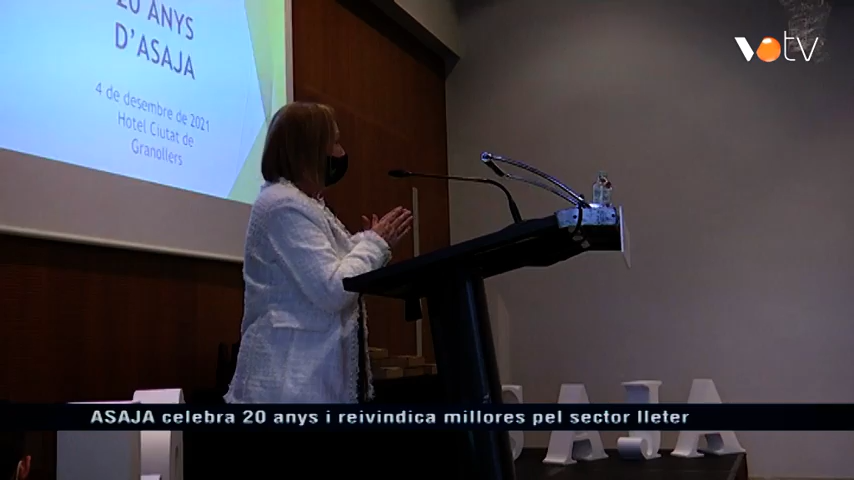 20 ANYS
D'ASAJA
4 de desembre de 2021
Hotel Ciutat de
Granollers
votv
ASAJA celebra 20 anys i reivindica millores pel sector lleter
SAJA